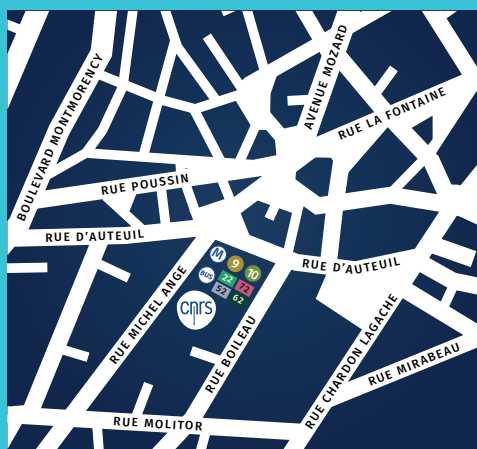 BOULEVARD MONTMORENCY
AVENUE MOZARD
RUE LA FONTAINE
RUE POUSSIN
RUE D'AUTEUIL
M 9 10
BUS 22 72
52 62
cnrs
RUE D'AUTEUIL
RUE MICHEL ANGE
RUE BOILEAU
RUE CHARDON LAGACHE
RUE MIRABEAU
RUE MOLITOR